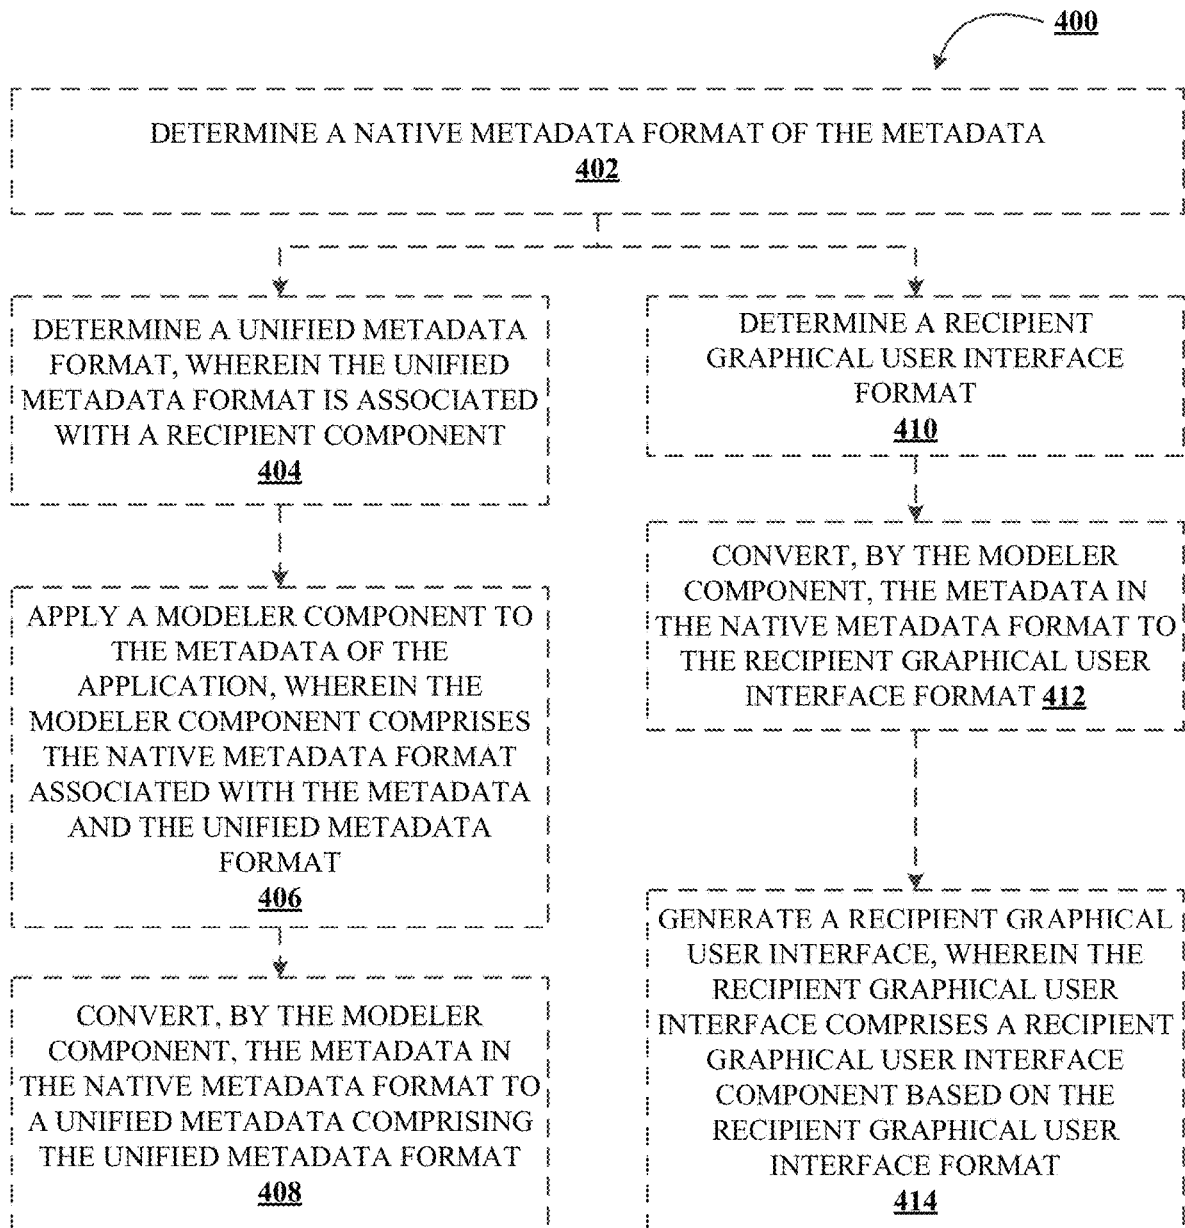 400
DETERMINE A NATIVE METADATA FORMAT OF THE METADATA
402
DETERMINE A UNIFIED METADATA
FORMAT, WHEREIN THE UNIFIED
METADATA FORMAT IS ASSOCIATED
WITH A RECIPIENT COMPONENT
404
APPLY A MODELER COMPONENT TO
THE METADATA OF THE
APPLICATION, WHEREIN THE
MODELER COMPONENT COMPRISES
THE NATIVE METADATA FORMAT
ASSOCIATED WITH THE METADATA
AND THE UNIFIED METADATA
FORMAT
406
CONVERT, BY THE MODELER
COMPONENT, THE METADATA IN
THE NATIVE METADATA FORMAT TO
A UNIFIED METADATA COMPRISING
THE UNIFIED METADATA FORMAT
408
DETERMINE A RECIPIENT
GRAPHICAL USER INTERFACE
FORMAT
410
CONVERT, BY THE MODELER
COMPONENT, THE METADATA IN
THE NATIVE METADATA FORMAT TO
THE RECIPIENT GRAPHICAL USER
INTERFACE FORMAT 412
GENERATE A RECIPIENT GRAPHICAL
USER INTERFACE, WHEREIN THE
RECIPIENT GRAPHICAL USER
INTERFACE COMPRISES A RECIPIENT
GRAPHICAL USER INTERFACE
COMPONENT BASED ON THE
RECIPIENT GRAPHICAL USER
INTERFACE FORMAT
414